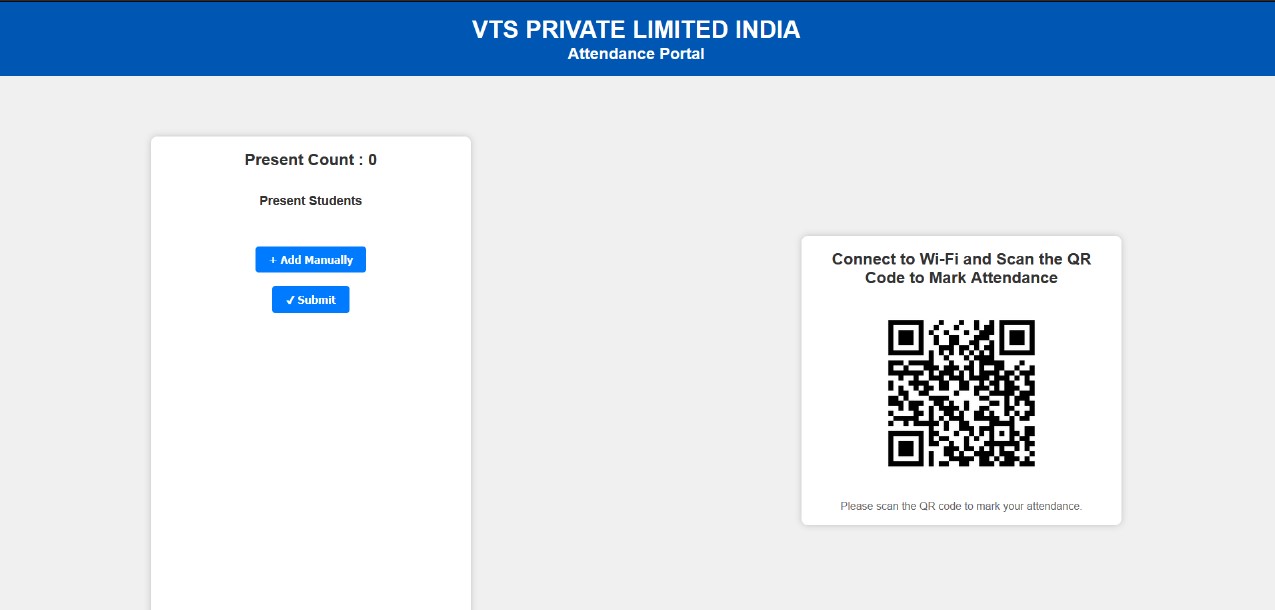 VTS PRIVATE LIMITED INDIA
Attendance Portal
Present Count : 0
Present Students
+ Add Manually
✓ Submit
Connect to Wi-Fi and Scan the QR
Code to Mark Attendance
Please scan the QR code to mark your attendance.